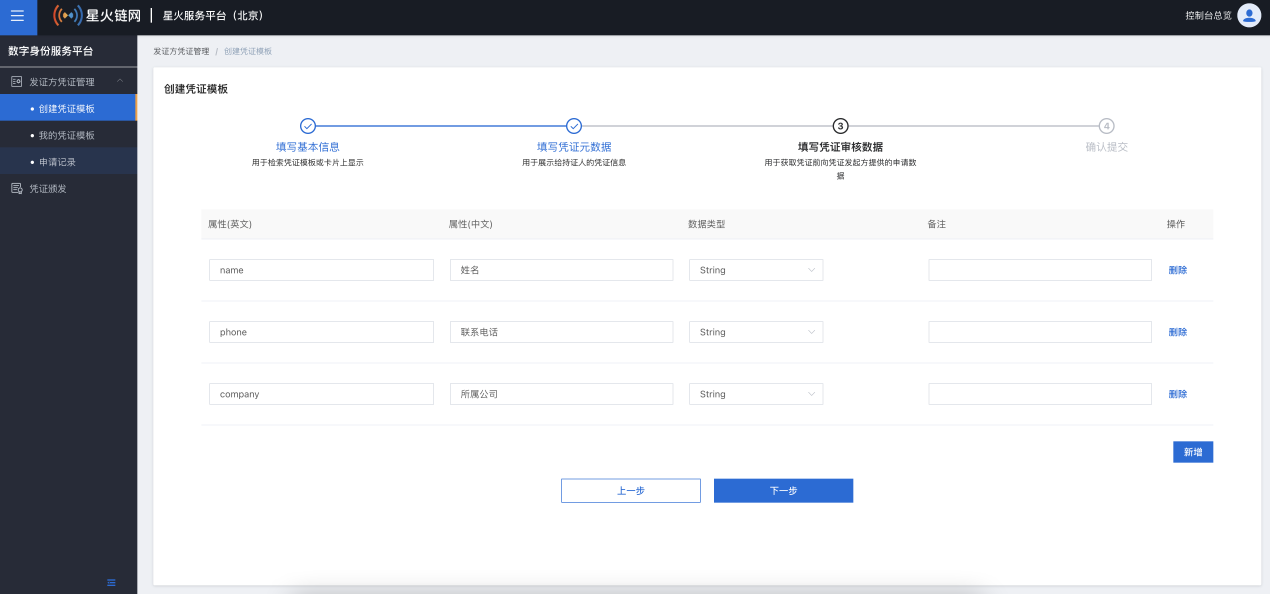 星火链网 | 星火服务平台（北京）
控制台总览
数字身份服务平台
发证方凭证管理
• 创建凭证模板
• 我的凭证模板
• 申请记录
凭证颁发
发证方凭证管理 / 创建凭证模板
创建凭证模板
填写基本信息
用于检索凭证模板或卡片上显示
填写凭证元数据
用于展示给持证人的凭证信息
3
填写凭证审核数据
用于获取凭证前向凭证发起方提供的申请数
据
4
确认提交
属性(英文) 属性(中文) 数据类型 备注 操作
name 姓名 String 删除
phone 联系电话 String 删除
company 所属公司 String 删除
新增
上一步 下一步